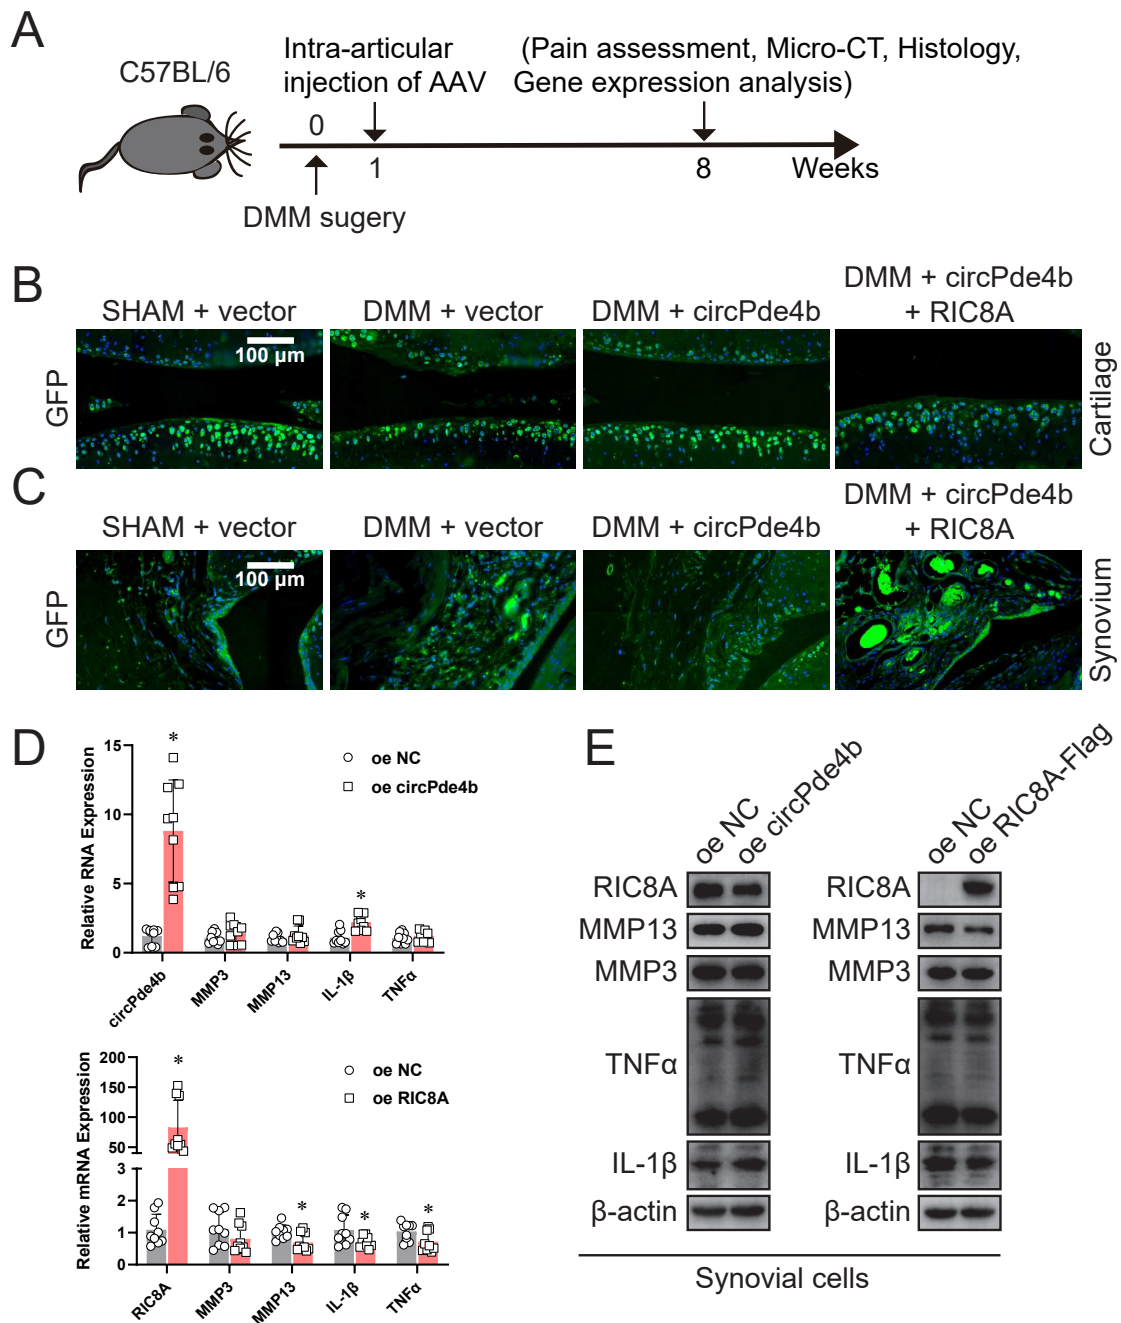 A
C57BL/6
Intra-articular
injection of AAV
(Pain assessment, Micro-CT, Histology,
Gene expression analysis)
0
1
8
Weeks
DMM sugery
B
SHAM + vector
DMM + vector
DMM + circPde4b
DMM + circPde4b
+ RIC8A
100 μm
GFP
Cartilage
C
SHAM + vector
DMM + vector
DMM + circPde4b
DMM + circPde4b
+ RIC8A
100 μm
GFP
Synovium
D
Relative RNA Expression
15
10
5
0
*
*
oe NC
oe circPde4b
circPde4b
MMP3
MMP13
IL-1β
TNFα
Relative mRNA Expression
200
150
100
50
3
2
1
0
*
*
*
*
oe NC
oe RIC8A
RIC8A
MMP3
MMP13
IL-1β
TNFα
E
oe NC
oe circPde4b
RIC8A
MMP13
MMP3
TNFα
IL-1β
β-actin
oe NC
oe RIC8A-Flag
RIC8A
MMP13
MMP3
TNFα
IL-1β
β-actin
Synovial cells